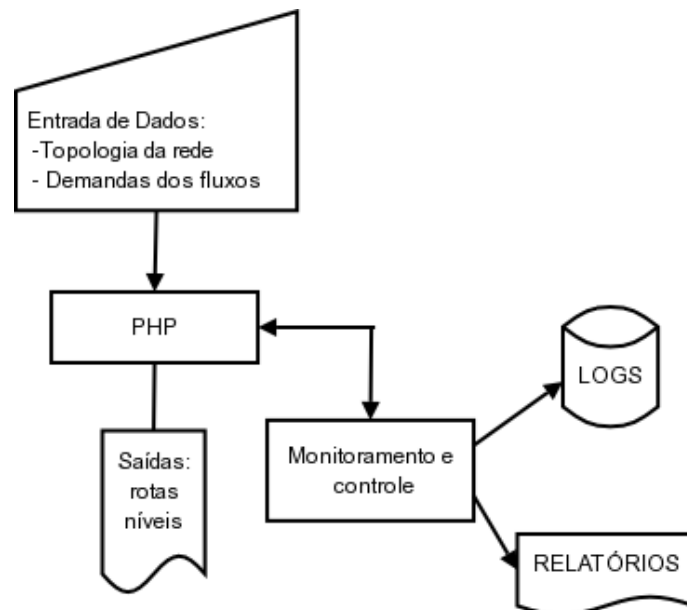 Entrada de Dados:
-Topologia da rede
- Demandas dos fluxos
PHP
LOGS
Monitoramento e
controle
Saídas:
rotas
níveis
RELATÓRIOS